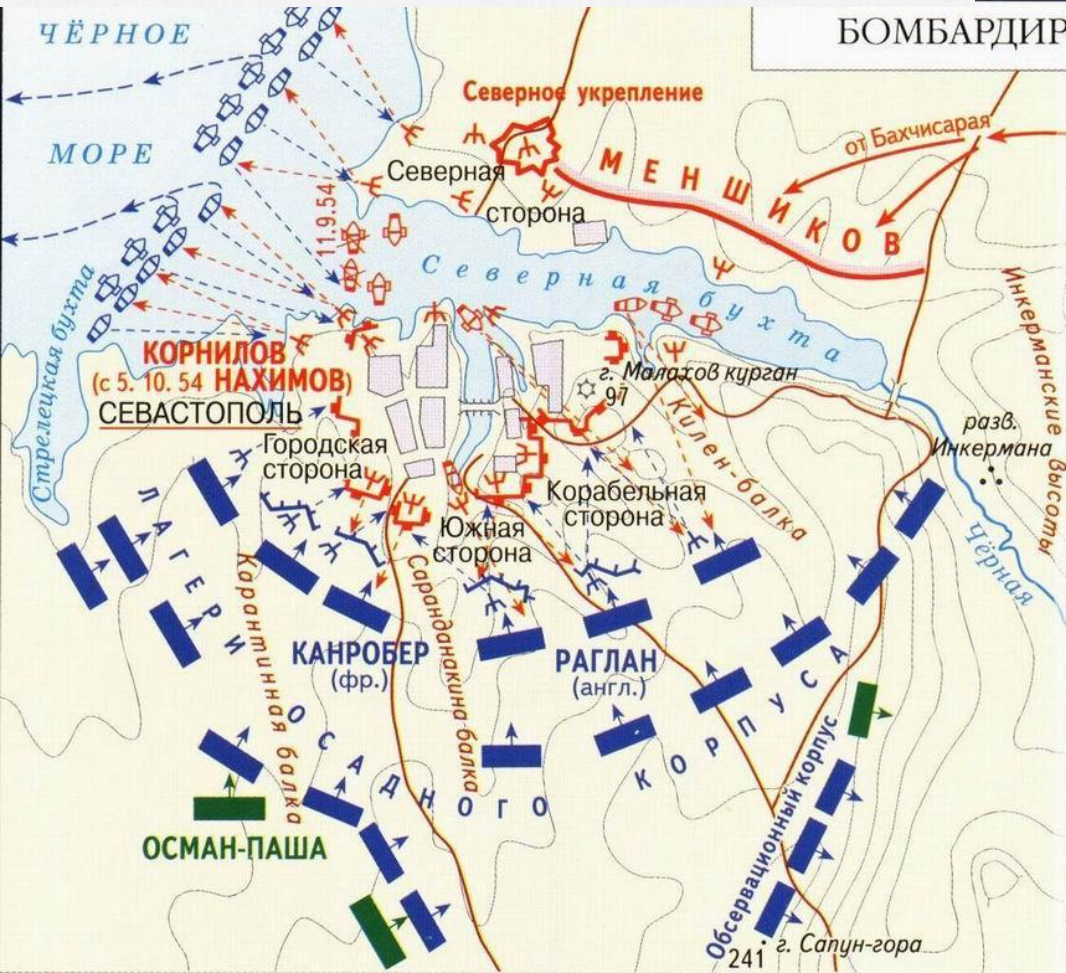 БОМБАРДИР
ЧЁРНОЕ
МОРЕ
Северное укрепление
от Бахчисарая
МЕНШИКОВ
Северная
сторона
11.9.54
Северная бухта
Стрелецкая бухта
КОРНИЛОВ
(с 5. 10. 54 НАХИМОВ)
СЕВАСТОПОЛЬ
Городская
сторона
г. Малахов курган
97
Килен-балка
Инкерманские высоты
разв.
Инкермана
Корабельная
сторона
Южная
сторона
Чёрная
ЛАГЕРИ
ОСАДНОГО
КОРПУСА
Карантинная балка
Сарандинакина балка
КАНРОБЕР
(фр.)
РАГЛАН
(англ.)
ОСМАН-ПАША
Обсервационный корпус
241
г. Сапун-гора